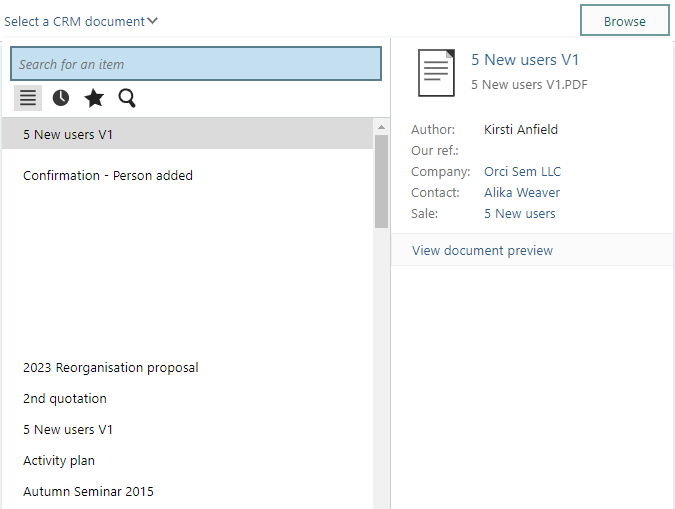 Select a CRM document
Browse
Search for an item
5 New users V1
Confirmation - Person added
2023 Reorganisation proposal
2nd quotation
5 New users V1
Activity plan
Autumn Seminar 2015
5 New users V1
5 New users V1.PDF
Author: Kirsti Anfield
Our ref.:
Company: Orci Sem LLC
Contact: Alika Weaver
Sale: 5 New users
View document preview